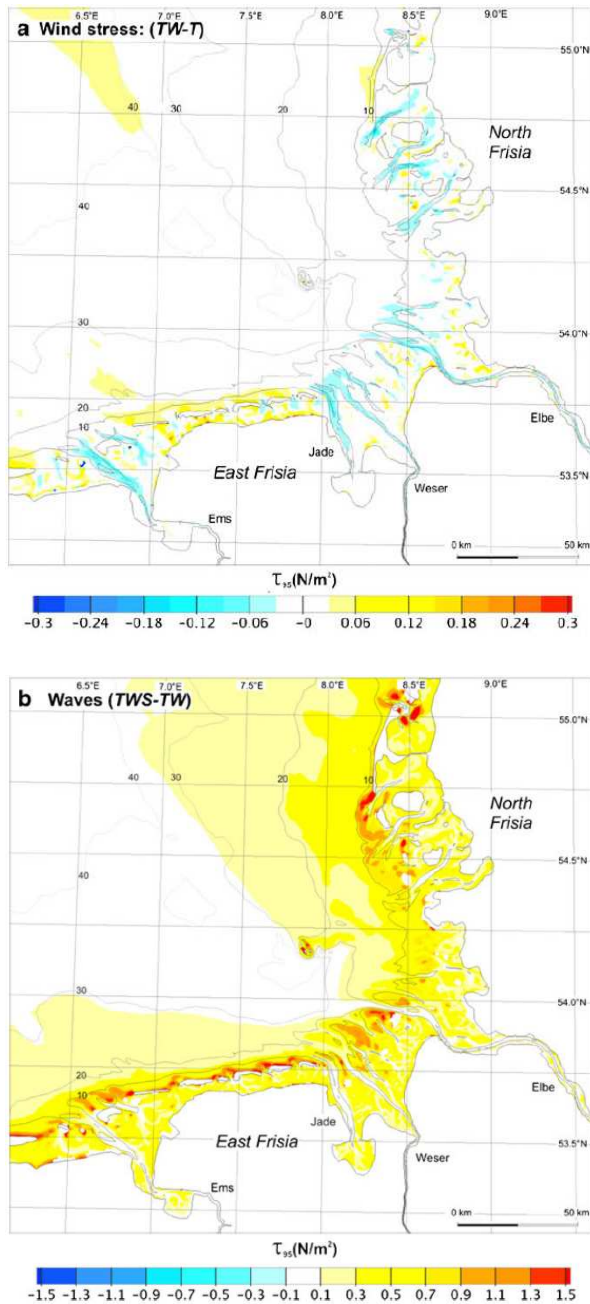 a Wind stress: (TW-T)
6.5°E 7.0°E 7.5°E 8.0°E 8.5°E 9.0°E
55.0°N
40 30 20 10
North
Frisia
54.5°N
40
30
54.0°N
20
10
Elbe
Jade
East Frisia
53.5°N
Weser
Ems
0 km 50 km
τ95(N/m²)
-0.3 -0.24 -0.18 -0.12 -0.06 -0 0.06 0.12 0.18 0.24 0.3
b Waves (TWS-TW)
6.5°E 7.0°E 7.5°E 8.0°E 8.5°E 9.0°E
55.0°N
40 30 20 10
North
Frisia
54.5°N
40
30
54.0°N
20
10
Elbe
Jade
East Frisia
53.5°N
Weser
Ems
0 km 50 km
τ95(N/m²)
-1.5 -1.1 -0.9 -0.7 -0.5 -0.3 -0.1 0.1 0.3 0.5 0.7 0.9 1.1 1.5